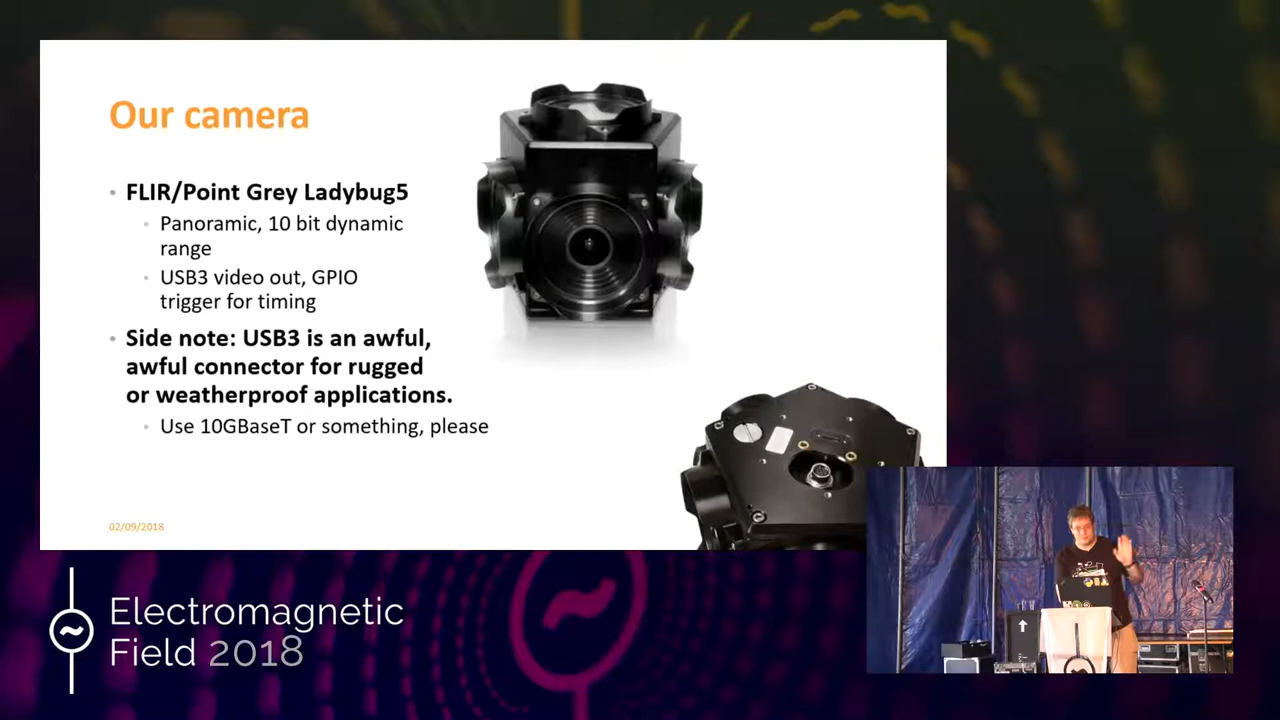 Our camera
FLIR/Point Grey Ladybug5
Panoramic, 10 bit dynamic
range
USB3 video out, GPIO
trigger for timing
Side note: USB3 is an awful,
awful connector for rugged
or weatherproof applications.
Use 10GBaseT or something, please
02/09/2018
Electromagnetic
Field 2018